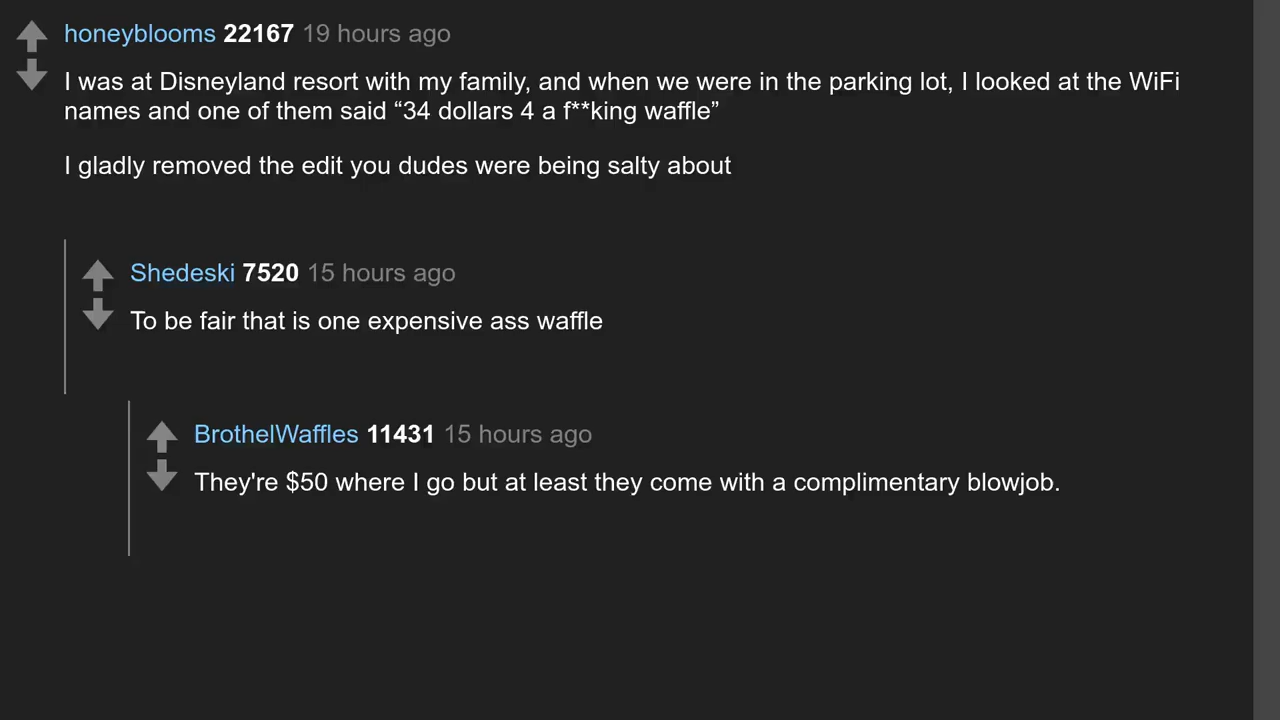 honeyblooms 22167 19 hours ago
I was at Disneyland resort with my family, and when we were in the parking lot, I looked at the WiFi
names and one of them said “34 dollars 4 a f**king waffle”
I gladly removed the edit you dudes were being salty about
Shedeski 7520 15 hours ago
To be fair that is one expensive ass waffle
BrothelWaffles 11431 15 hours ago
They're $50 where I go but at least they come with a complimentary blowjob.